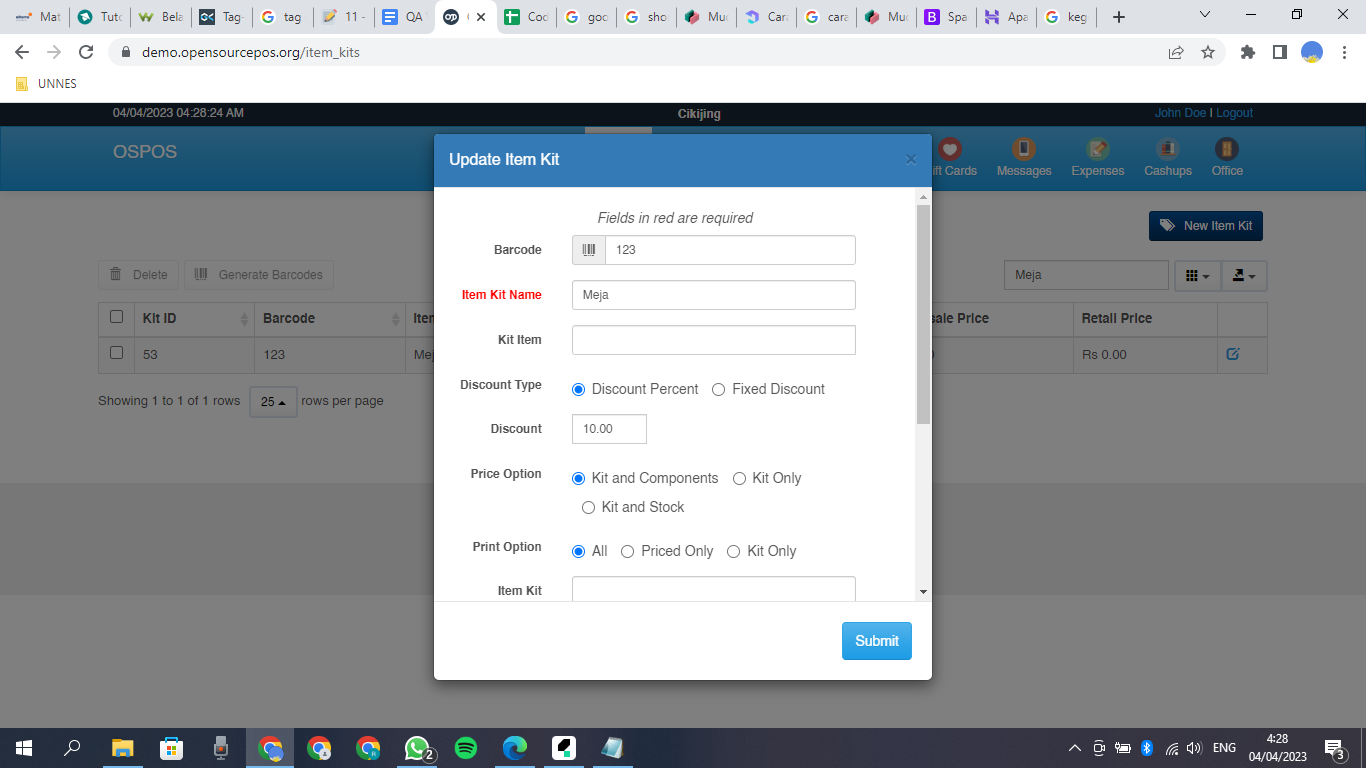 Mat
Tuto
Bela
Tag-
tag
11 -
QA
Cod
goo
sho
Muc
Cara
cara
Muc
Spa
Apa
keg
demo.opensourcepos.org/item_kits
UNNES
04/04/2023 04:28:24 AM
Cikijing
John Doe | Logout
OSPOS
ift Cards
Messages
Expenses
Cashups
Office
Update Item Kit
×
New Item Kit
Fields in red are required
Barcode
123
Delete
Generate Barcodes
Meja
Item Kit Name
Meja
Kit ID
Barcode
Iter
sale Price
Retail Price
Kit Item
53
123
Mej
Rs 0.00
Discount Type
Discount Percent
Fixed Discount
Showing 1 to 1 of 1 rows
25
rows per page
Discount
10.00
Price Option
Kit and Components
Kit Only
Kit and Stock
Print Option
All
Priced Only
Kit Only
Item Kit
Submit
2
ENG
4:28
04/04/2023
3